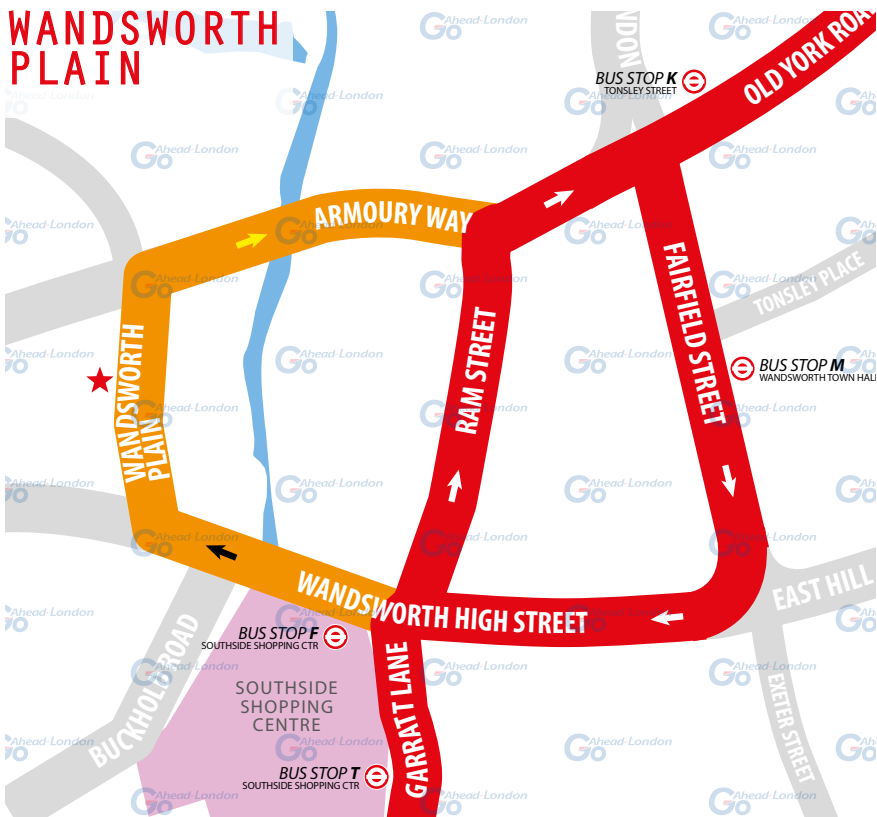 WANDSWORTH
PLAIN
NDON
BUS STOP K
TONSLEY STREET
OLD YORK ROA
ARMOURY WAY
FAIRFIELD STREET
TONSLEY PLACE
RAM STREET
WANDSWORTH
PLAIN
BUS STOP M
WANDSWORTH TOWN HALL
WANDSWORTH HIGH STREET
EAST HILL
BUS STOP F
SOUTHSIDE SHOPPING CTR
BUCKHOLD ROAD
GARRATT LANE
SOUTHSIDE
SHOPPING
CENTRE
EXETER STREET
BUS STOP T
SOUTHSIDE SHOPPING CTR
Go Ahead-London